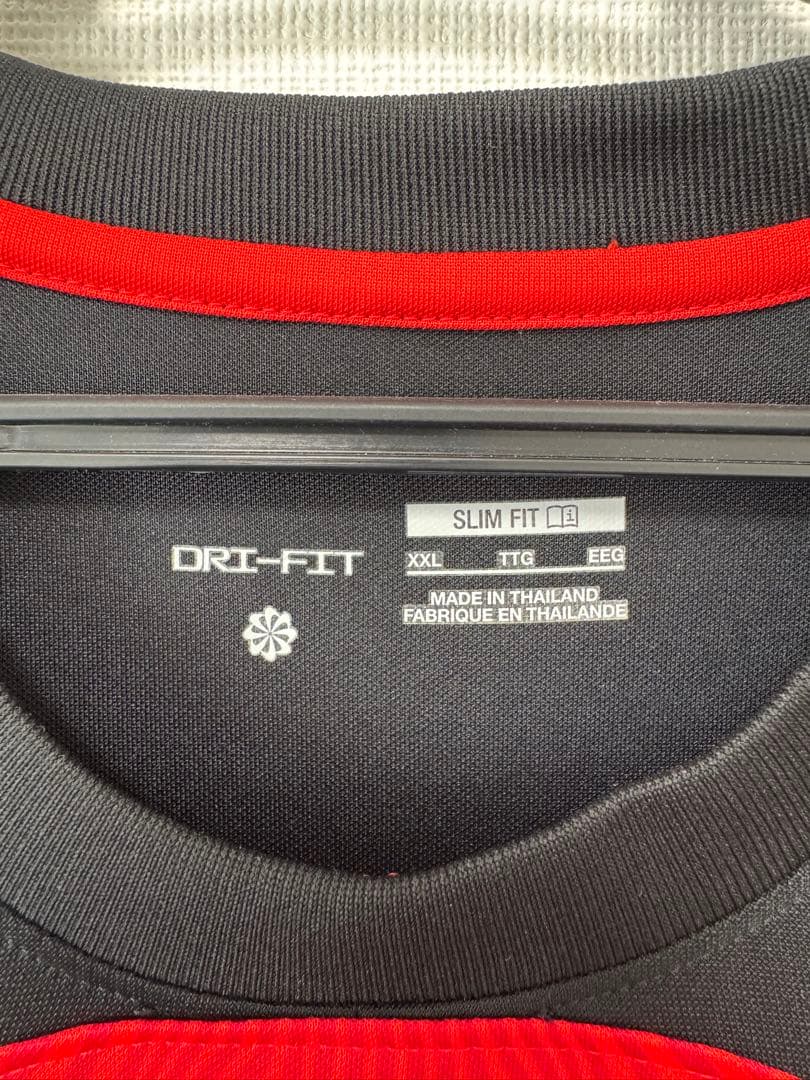 DRI-FIT
SLIM FIT
XXL TTG EEG
MADE IN THAILAND
FABRIQUE EN THAILANDE